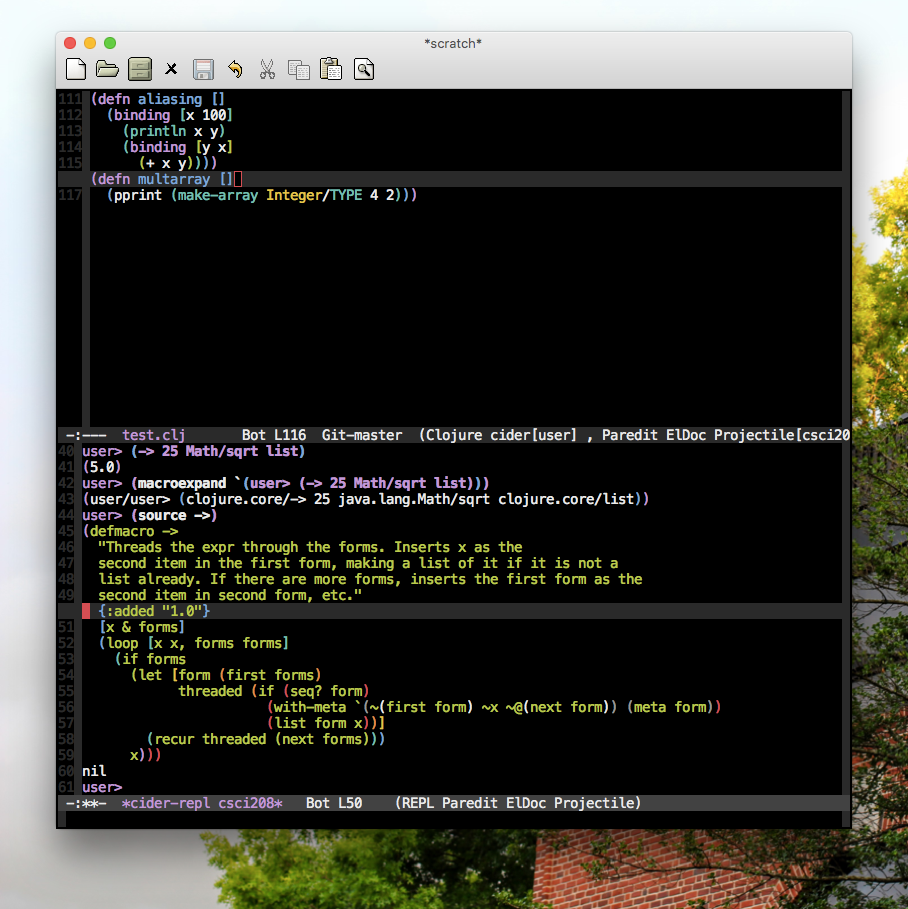 *scratch*
111 (defn aliasing []
112   (binding [x 100]
113     (println x y)
114     (binding [y x]
115       (+ x y))))
(defn multarray []
117   (pprint (make-array Integer/TYPE 4 2)))
-:---  test.clj       Bot L116  Git-master  (Clojure cider[user] , Paredit ElDoc Projectile[csci20
40 user> (-> 25 Math/sqrt list)
41 (5.0)
42 user> (macroexpand `(user> (-> 25 Math/sqrt list)))
43 (user/user> (clojure.core/-> 25 java.lang.Math/sqrt clojure.core/list))
44 user> (source ->)
45 (defmacro ->
46   "Threads the expr through the forms. Inserts x as the
47   second item in the first form, making a list of it if it is not a
48   list already. If there are more forms, inserts the first form as the
49   second item in second form, etc."
{:added "1.0"}
51   [x & forms]
52   (loop [x x, forms forms]
53     (if forms
54       (let [form (first forms)
55             threaded (if (seq? form)
56                        (with-meta `(~(first form) ~x ~@(next form)) (meta form))
57                        (list form x))]
58         (recur threaded (next forms)))
59       x)))
60 nil
61 user>
-:**-  *cider-repl csci208*   Bot L50    (REPL Paredit ElDoc Projectile)